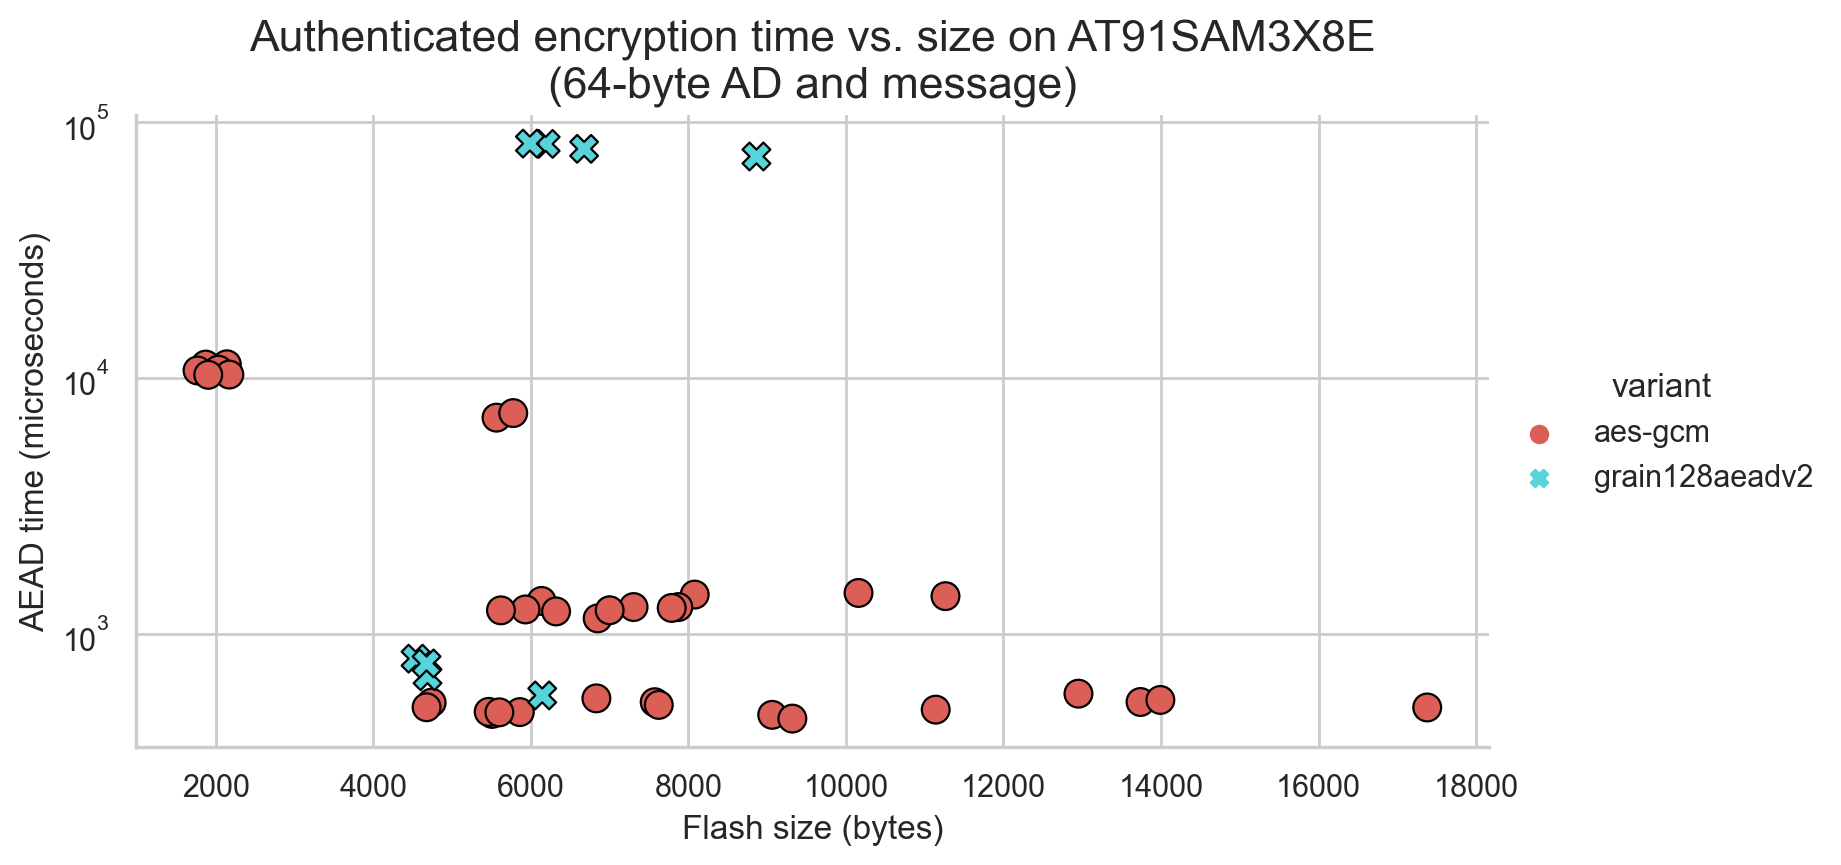 Authenticated encryption time vs. size on AT91SAM3X8E
(64-byte AD and message)
AEAD time (microseconds)
10^5
10^4
10^3
2000 4000 6000 8000 10000 12000 14000 16000 18000
Flash size (bytes)
variant
aes-gcm
grain128aeadv2